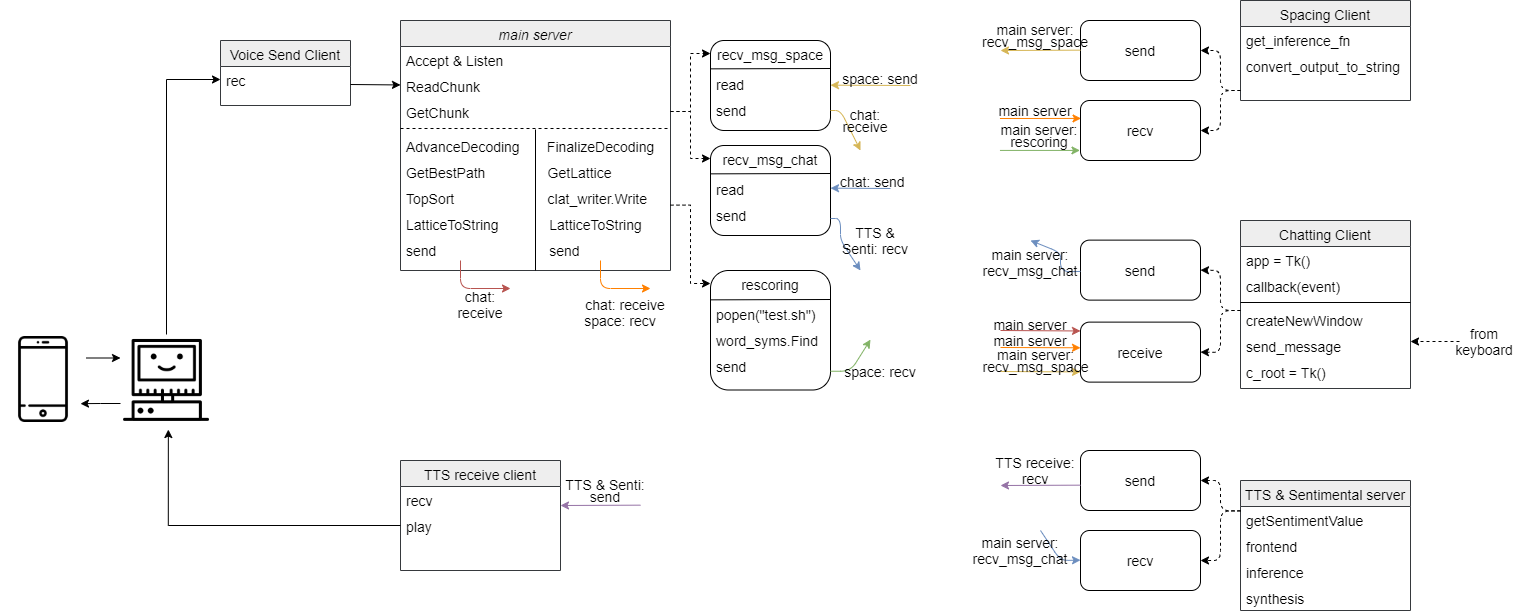 Voice Send Client
rec
main server
Accept & Listen
ReadChunk
GetChunk
AdvanceDecoding
GetBestPath
TopSort
LatticeToString
send
FinalizeDecoding
GetLattice
clat_writer.Write
LatticeToString
send
chat:
receive
chat: receive
space: recv
recv_msg_space
read
send
space: send
chat:
receive
recv_msg_chat
read
send
chat: send
TTS &
Senti: recv
rescoring
popen("test.sh")
word_syms.Find
send
space: recv
TTS receive client
recv
play
TTS & Senti:
send
main server:
recv_msg_space
send
main server
main server:
rescoring
recv
Spacing Client
get_inference_fn
convert_output_to_string
main server:
recv_msg_chat
send
main server
main server
main server:
recv_msg_space
receive
Chatting Client
app = Tk()
callback(event)
createNewWindow
send_message
c_root = Tk()
from
keyboard
TTS receive:
recv
send
main server:
recv_msg_chat
recv
TTS & Sentimental server
getSentimentValue
frontend
inference
synthesis